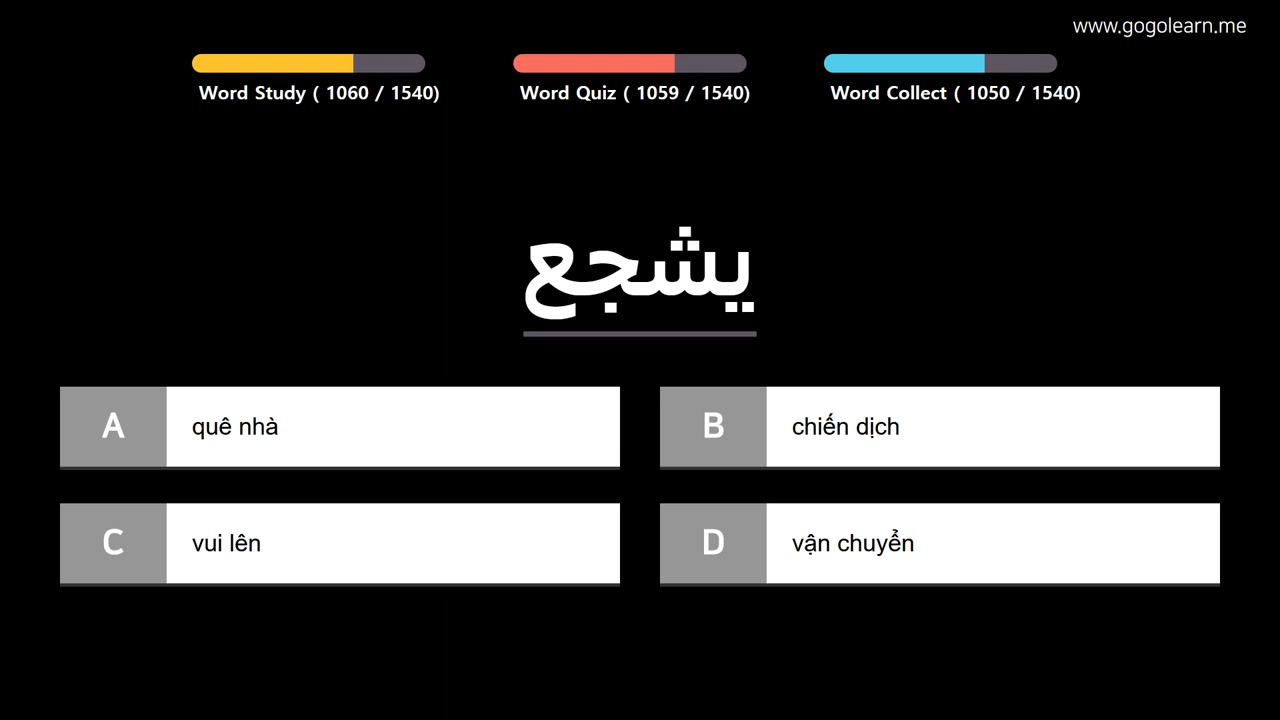 www.gogolearn.me
Word Study ( 1060 / 1540)
Word Quiz ( 1059 / 1540)
Word Collect ( 1050 / 1540)
يشجع
A quê nhà
B chiến dịch
C vui lên
D vận chuyển